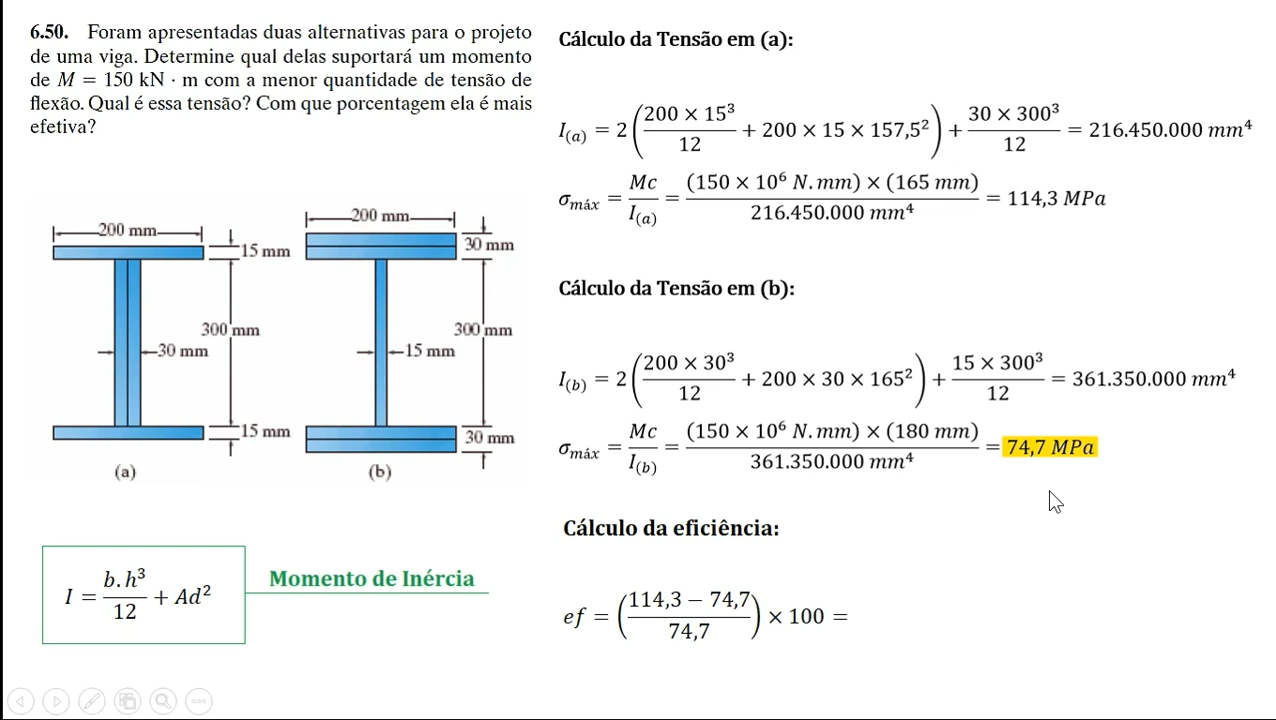 6.50. Foram apresentadas duas alternativas para o projeto
de uma viga. Determine qual delas suportará um momento
de M = 150 kN · m com a menor quantidade de tensão de
flexão. Qual é essa tensão? Com que porcentagem ela é mais
efetiva?
200 mm
15 mm
300 mm
30 mm
15 mm
(a)
200 mm
30 mm
300 mm
15 mm
30 mm
(b)
I = b.h³/12 + Ad²
Momento de Inércia
Cálculo da Tensão em (a):
I(a) = 2(200 × 15³/12 + 200 × 15 × 157,5²) + 30 × 300³/12 = 216.450.000 mm⁴
σmáx = Mc/I(a) = (150 × 10⁶ N.mm) × (165 mm)/216.450.000 mm⁴ = 114,3 MPa
Cálculo da Tensão em (b):
I(b) = 2(200 × 30³/12 + 200 × 30 × 165²) + 15 × 300³/12 = 361.350.000 mm⁴
σmáx = Mc/I(b) = (150 × 10⁶ N.mm) × (180 mm)/361.350.000 mm⁴ = 74,7 MPa
Cálculo da eficiência:
ef = (114,3 − 74,7/74,7) × 100 =